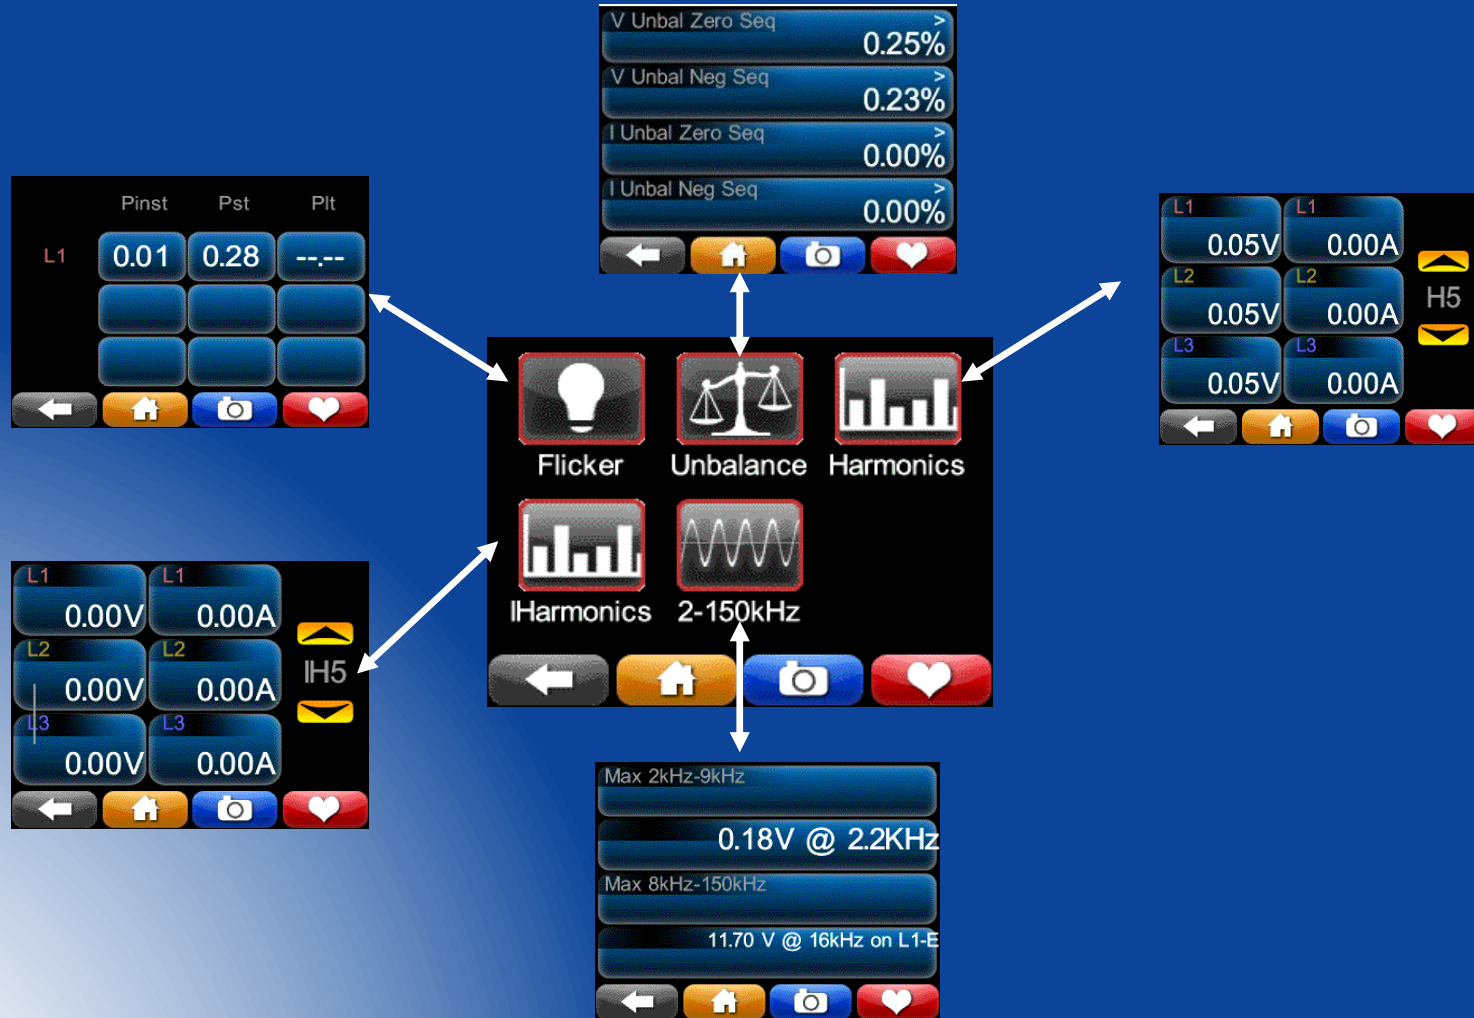 V Unbal Zero Seq >
0.25%
V Unbal Neg Seq >
0.23%
I Unbal Zero Seq >
0.00%
I Unbal Neg Seq >
0.00%
Pinst Pst Plt
L1 0.01 0.28 --.--
L1 L1
0.05V 0.00A
L2 L2
0.05V 0.00A
H5
L3 L3
0.05V 0.00A
Flicker Unbalance Harmonics
IHarmonics 2-150kHz
L1 L1
0.00V 0.00A
L2 L2
0.00V 0.00A
IH5
L3 L3
0.00V 0.00A
Max 2kHz-9kHz
0.18V @ 2.2KHz
Max 8kHz-150kHz
11.70 V @ 16kHz on L1-E